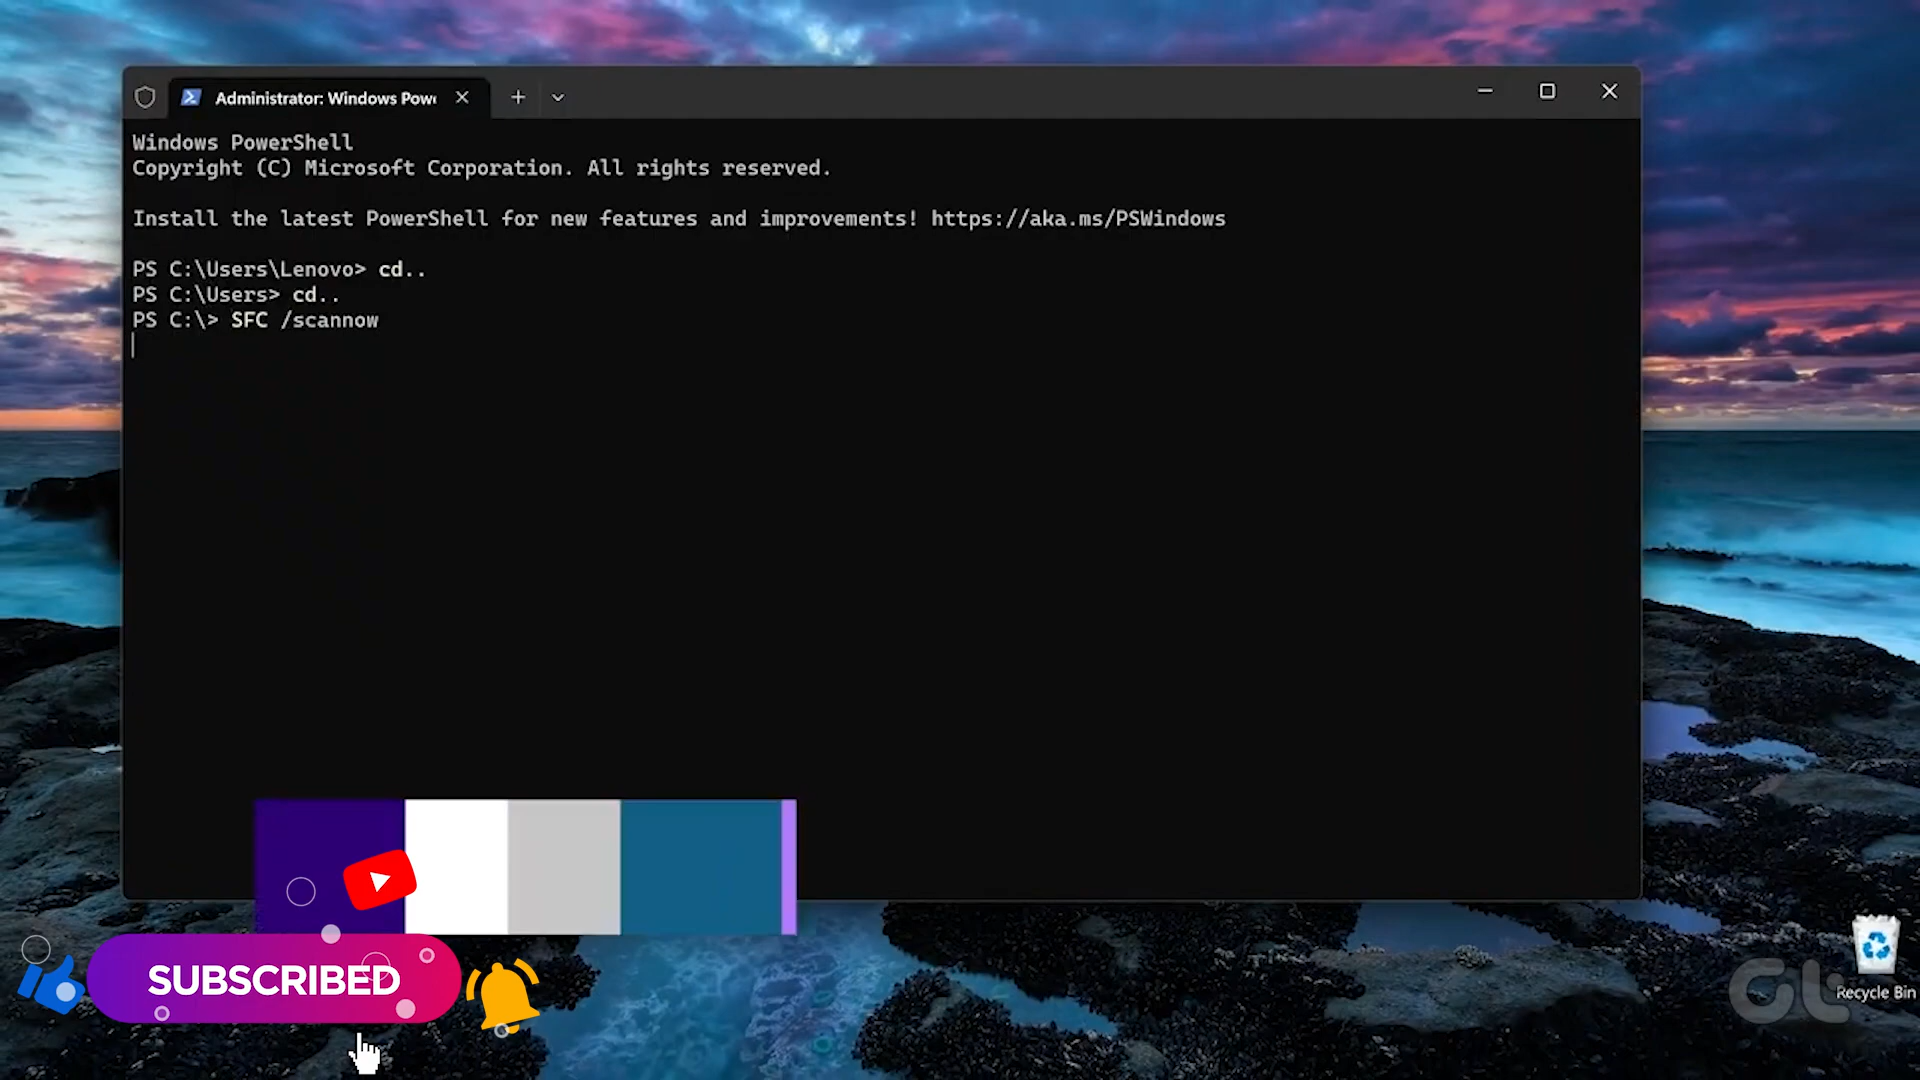 Administrator: Windows Pow
Windows PowerShell
Copyright (C) Microsoft Corporation. All rights reserved.
Install the latest PowerShell for new features and improvements! https://aka.ms/PSWindows
PS C:\Users\Lenovo> cd..
PS C:\Users> cd..
PS C:\> SFC /scannow
SUBSCRIBED
GL
Recycle Bin